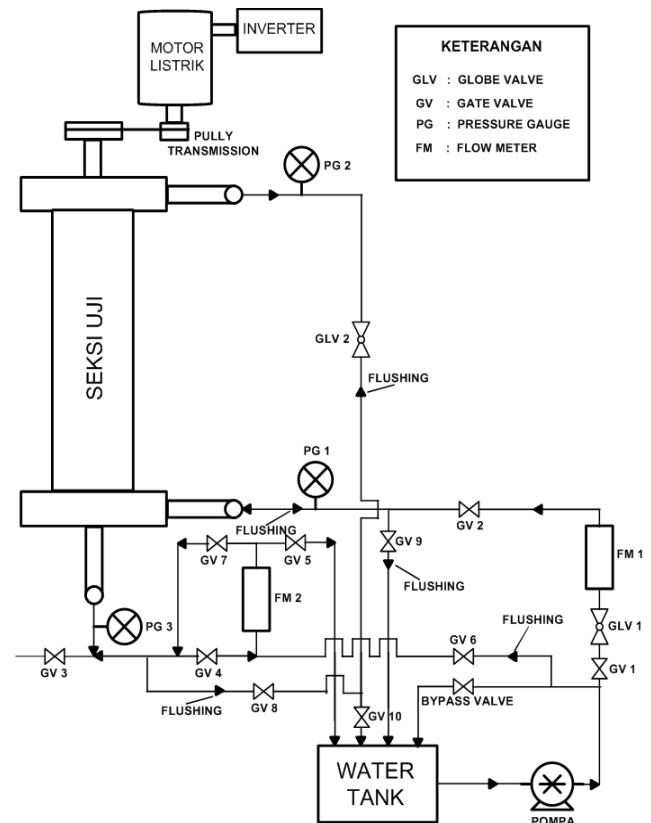 MOTOR
LISTRIK
INVERTER
PULLY
TRANSMISSION
KETERANGAN
GLV : GLOBE VALVE
GV : GATE VALVE
PG : PRESSURE GAUGE
FM : FLOW METER
PG 2
SEKSI UJI
GLV 2
FLUSHING
PG 1
FLUSHING
GV 2
GV 7
GV 5
GV 9
FM 1
FLUSHING
FM 2
GLV 1
PG 3
GV 6
FLUSHING
GV 3
GV 4
GV 1
FLUSHING
GV 8
BYPASS VALVE
GV 10
WATER
TANK
POMPA